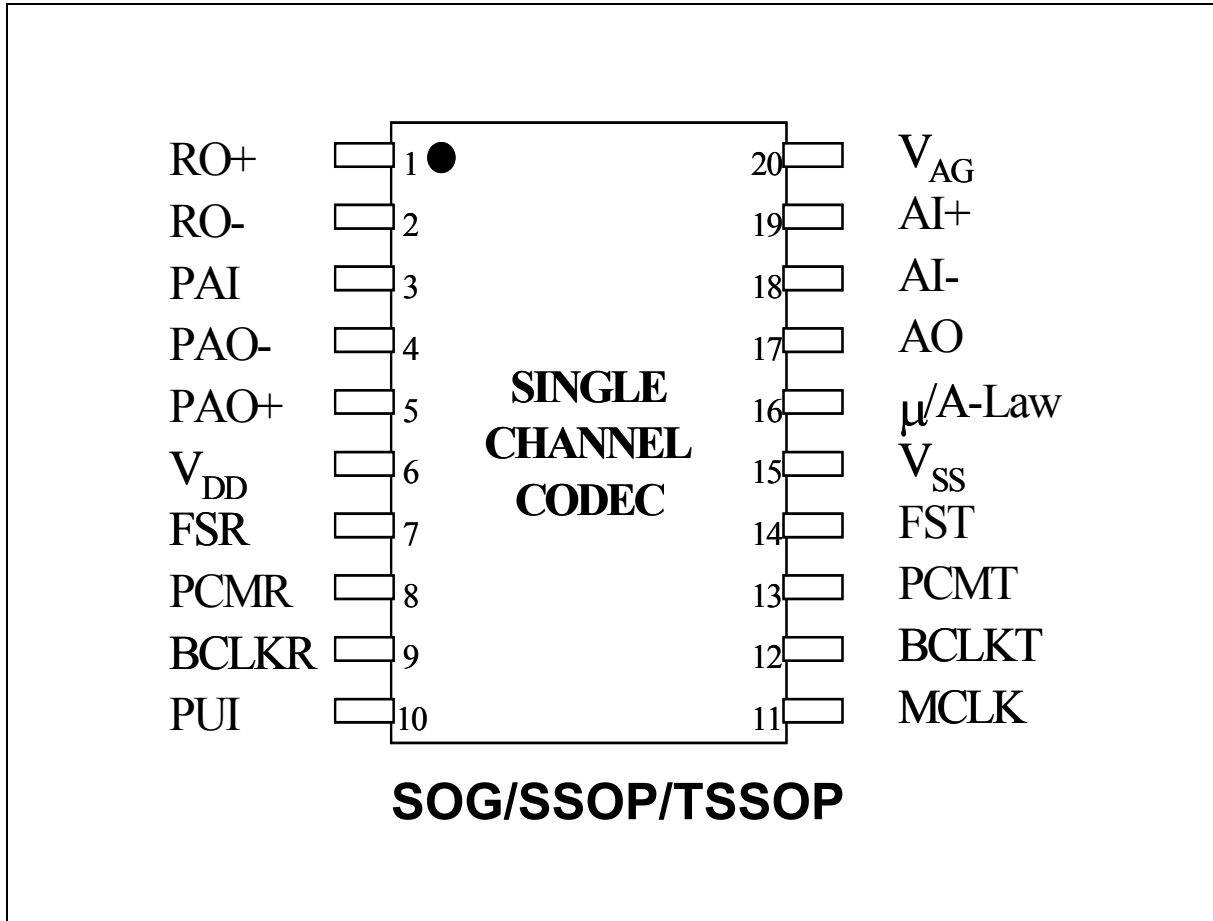 RO+ 1 20 VAG
RO- 2 19 AI+
PAI 3 18 AI-
PAO- 4 17 AO
PAO+ 5 16 μ/A-Law
VDD 6 15 VSS
FSR 7 14 FST
PCMR 8 13 PCMT
BCLKR 9 12 BCLKT
PUI 10 11 MCLK
SINGLE
CHANNEL
CODEC
SOG/SSOP/TSSOP